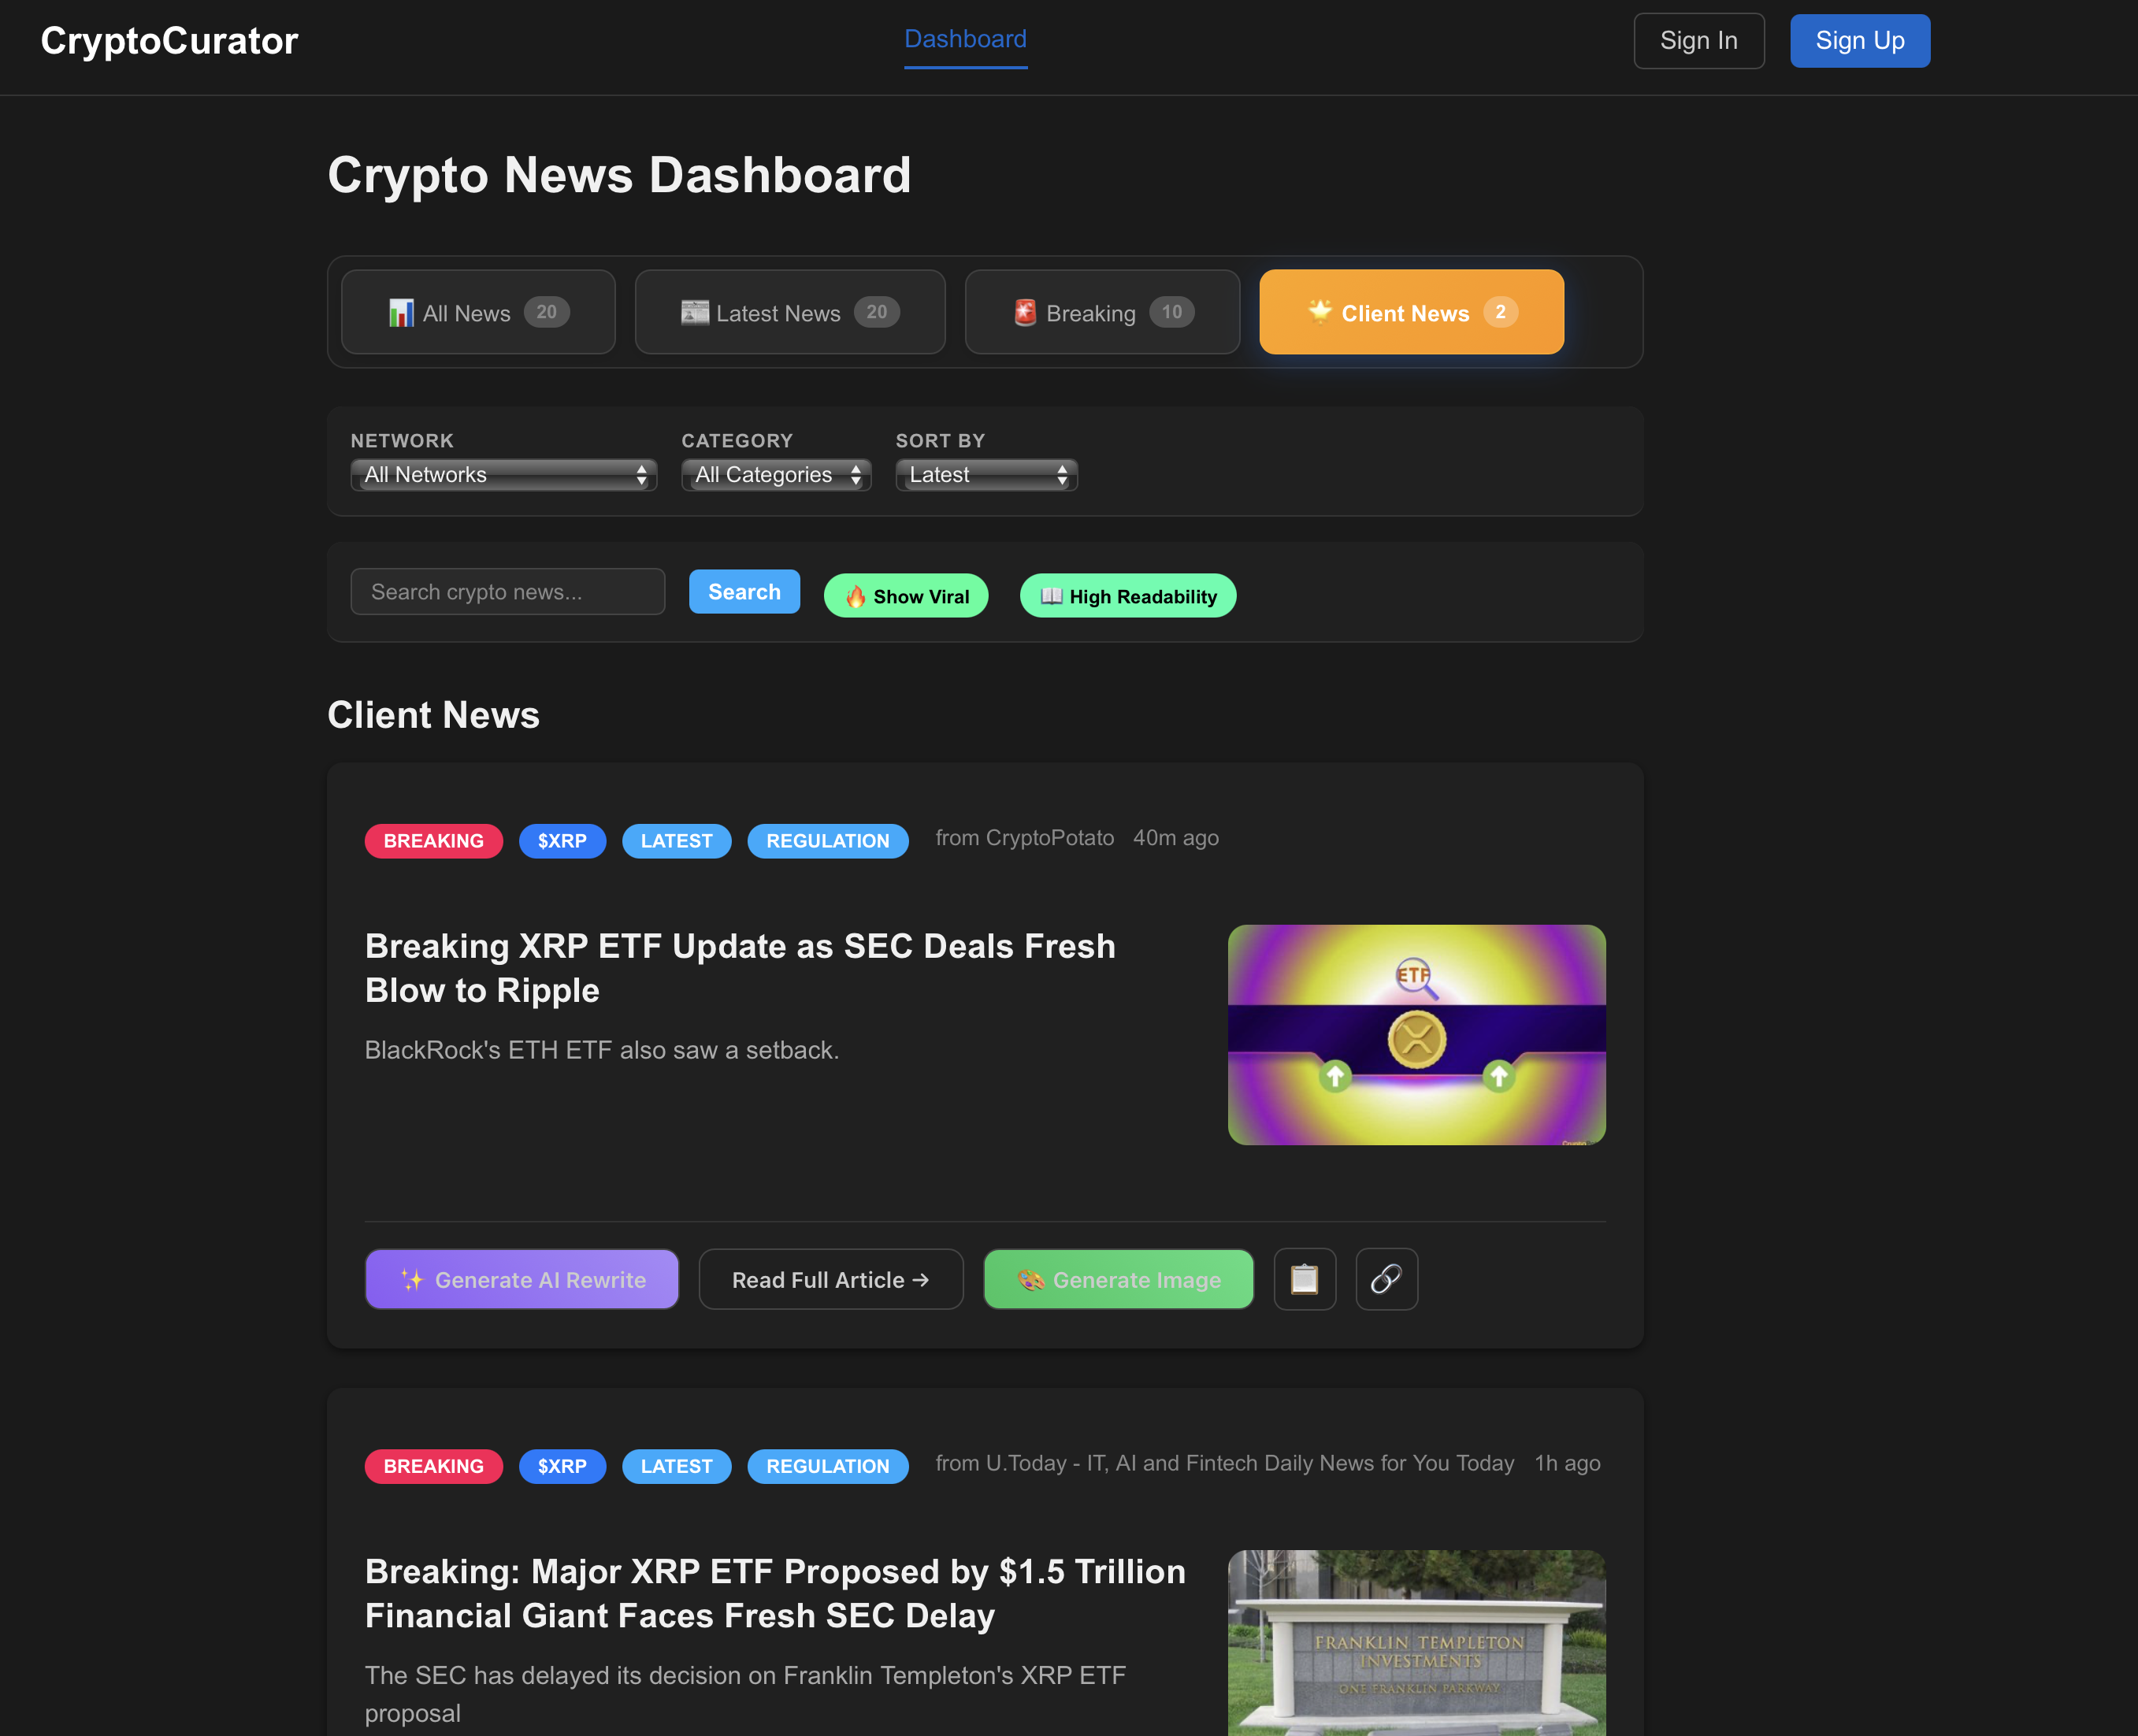 CryptoCurator
Dashboard
Sign In
Sign Up
Crypto News Dashboard
All News 20
Latest News 20
Breaking 10
Client News 2
NETWORK
CATEGORY
SORT BY
All Networks
All Categories
Latest
Search crypto news...
Search
Show Viral
High Readability
Client News
BREAKING
$XRP
LATEST
REGULATION
from CryptoPotato 40m ago
Breaking XRP ETF Update as SEC Deals Fresh
Blow to Ripple
BlackRock's ETH ETF also saw a setback.
ETF
Generate AI Rewrite
Read Full Article →
Generate Image
BREAKING
$XRP
LATEST
REGULATION
from U.Today - IT, AI and Fintech Daily News for You Today 1h ago
Breaking: Major XRP ETF Proposed by $1.5 Trillion
Financial Giant Faces Fresh SEC Delay
The SEC has delayed its decision on Franklin Templeton's XRP ETF
proposal
FRANKLIN TEMPLETON
INVESTMENTS
ONE FRANKLIN PARKWAY